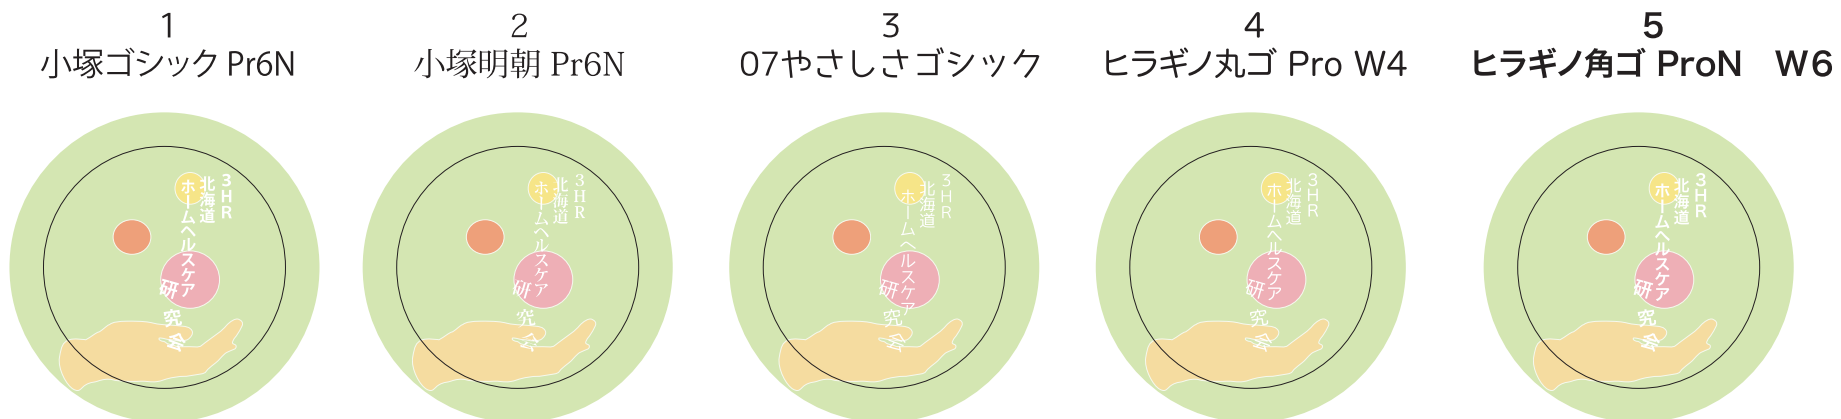 1
小塚ゴシック Pr6N
2
小塚明朝 Pr6N
3
07やさしさゴシック
4
ヒラギノ丸ゴ Pro W4
5
ヒラギノ角ゴ ProN　W6
3HR
北海道
ホームヘルスケア
研究会
3HR
北海道
ホームヘルスケア
研究会
3HR
北海道
ホームヘルスケア
研究会
3HR
北海道
ホームヘルスケア
研究会
3HR
北海道
ホームヘルスケア
研究会